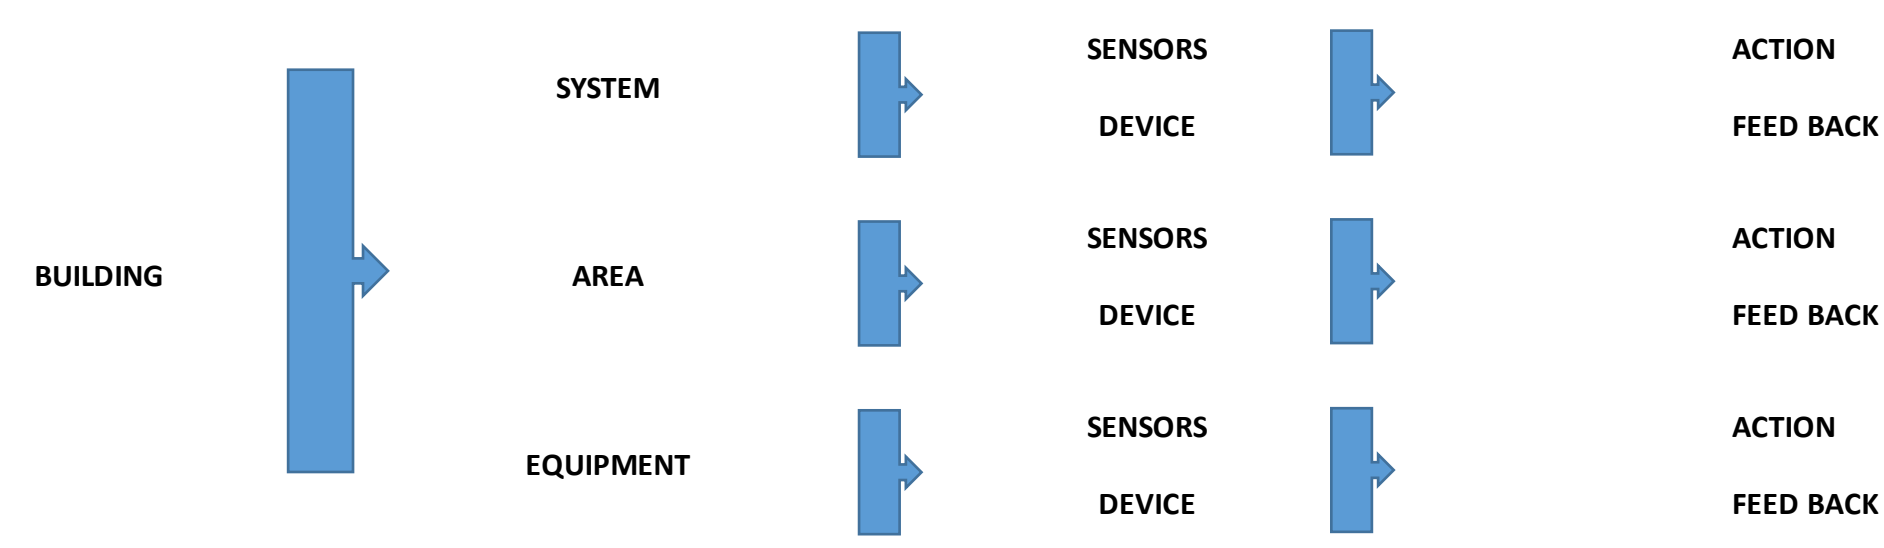 BUILDING
SYSTEM
SENSORS
DEVICE
ACTION
FEED BACK
AREA
SENSORS
DEVICE
ACTION
FEED BACK
EQUIPMENT
SENSORS
DEVICE
ACTION
FEED BACK